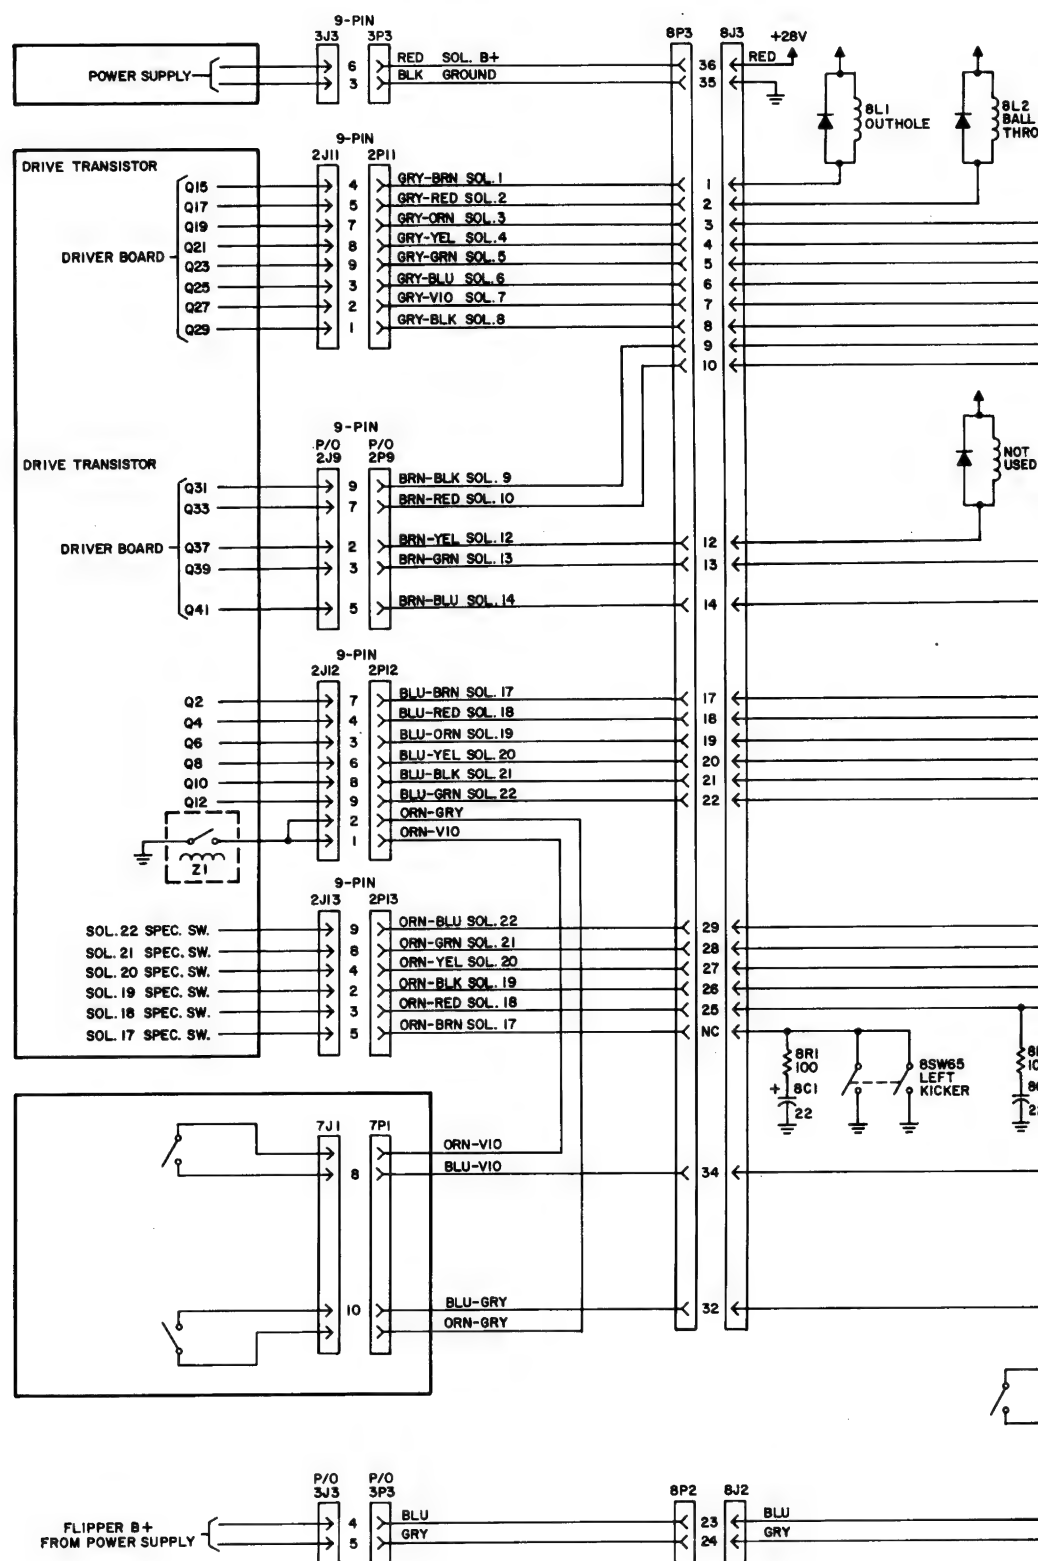 9-PIN
3J3 3P3 8P3 8J3 +28V
POWER SUPPLY 6 RED SOL. B+ 36 RED
3 BLK GROUND 35
8L1
OUTHOLE
8L2
BALL
THRO
9-PIN
2J11 2P11
DRIVE TRANSISTOR
Q15 4 GRY-BRN SOL. 1 1
Q17 5 GRY-RED SOL. 2 2
Q19 7 GRY-ORN SOL. 3 3
Q21 8 GRY-YEL SOL. 4 4
DRIVER BOARD
Q23 9 GRY-GRN SOL. 5 5
Q25 3 GRY-BLU SOL. 6 6
Q27 2 GRY-VIO SOL. 7 7
Q29 1 GRY-BLK SOL. 8 8
9
10
9-PIN
P/O P/O
2J9 2P9
DRIVE TRANSISTOR
NOT
USED
Q31 9 BRN-BLK SOL. 9
Q33 7 BRN-RED SOL. 10
DRIVER BOARD Q37 2 BRN-YEL SOL. 12 12
Q39 3 BRN-GRN SOL. 13 13
Q41 5 BRN-BLU SOL. 14 14
9-PIN
2J12 2P12
Q2 7 BLU-BRN SOL. 17 17
Q4 4 BLU-RED SOL. 18 18
Q6 3 BLU-ORN SOL. 19 19
Q8 6 BLU-YEL SOL. 20 20
Q10 8 BLU-BLK SOL. 21 21
Q12 9 BLU-GRN SOL. 22 22
2 ORN-GRY
1 ORN-VIO
Z1
9-PIN
2J13 2P13
SOL. 22 SPEC. SW. 9 ORN-BLU SOL. 22 29
SOL. 21 SPEC. SW. 8 ORN-GRN SOL. 21 28
SOL. 20 SPEC. SW. 4 ORN-YEL SOL. 20 27
SOL. 19 SPEC. SW. 2 ORN-BLK SOL. 19 26
SOL. 18 SPEC. SW. 3 ORN-RED SOL. 18 25
SOL. 17 SPEC. SW. 5 ORN-BRN SOL. 17 NC
8R1
100
+ 8C1
22
8SW65
LEFT
KICKER
7J1 7P1
ORN-VIO
8 BLU-VIO 34
10 BLU-GRY 32
ORN-GRY
P/O P/O
3J3 3P3 8P2 8J2
FLIPPER B+
FROM POWER SUPPLY
4 BLU 23 BLU
5 GRY 24 GRY